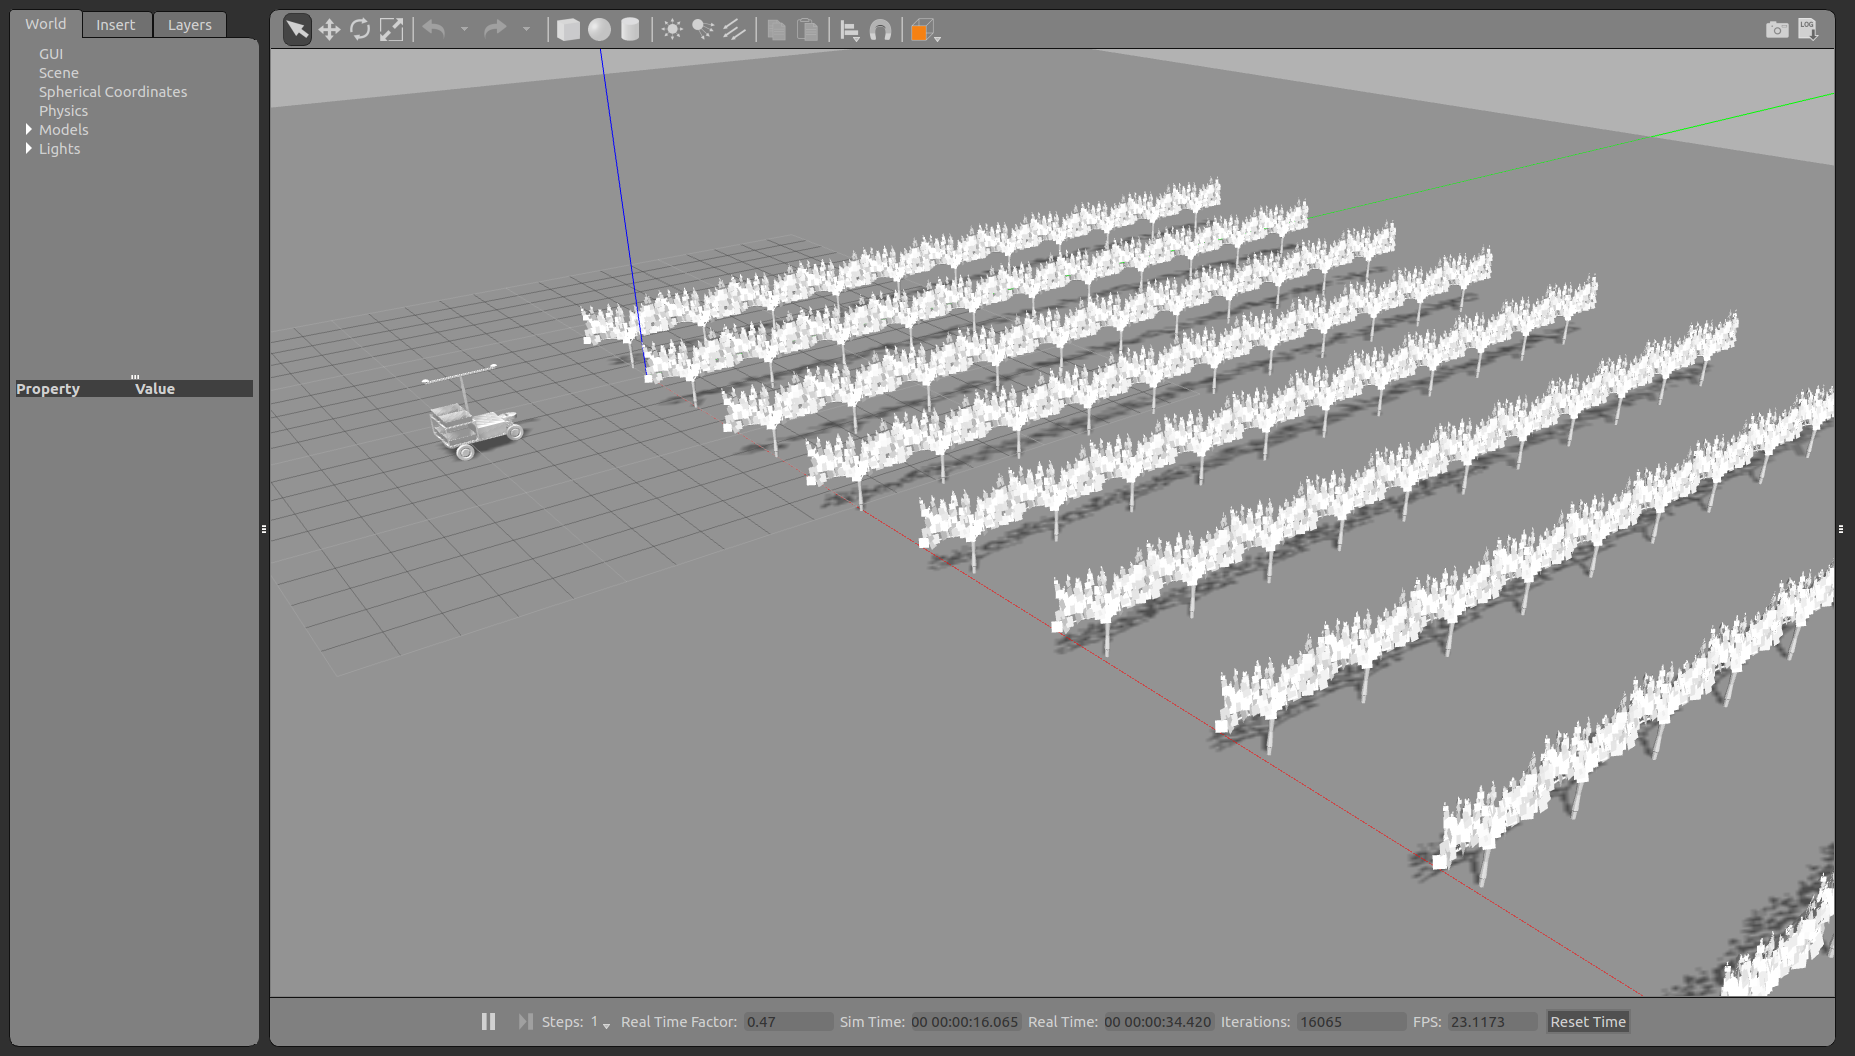 World Insert Layers
GUI
Scene
Spherical Coordinates
Physics
Models
Lights
Property Value
LOG
Steps: 1 Real Time Factor: 0.47 Sim Time: 00 00:00:16.065 Real Time: 00 00:00:34.420 Iterations: 16065 FPS: 23.1173 Reset Time